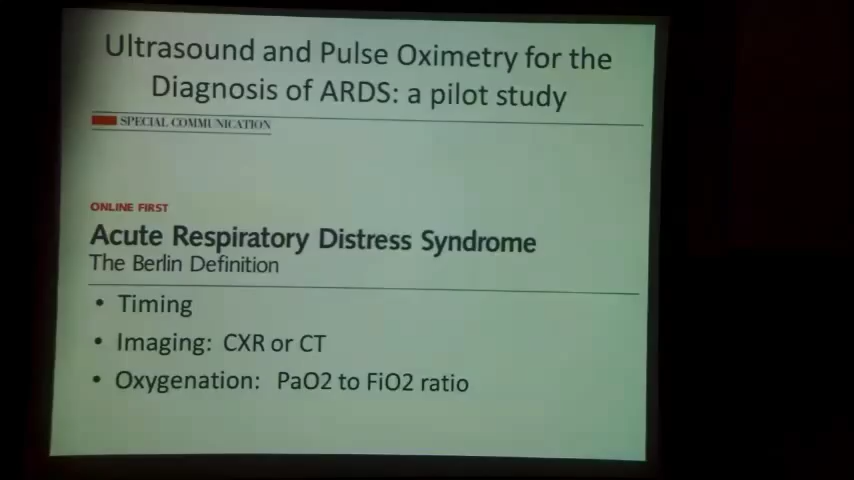 Ultrasound and Pulse Oximetry for the
Diagnosis of ARDS: a pilot study
SPECIAL COMMUNICATION
ONLINE FIRST
Acute Respiratory Distress Syndrome
The Berlin Definition
• Timing
• Imaging: CXR or CT
• Oxygenation: PaO2 to FiO2 ratio